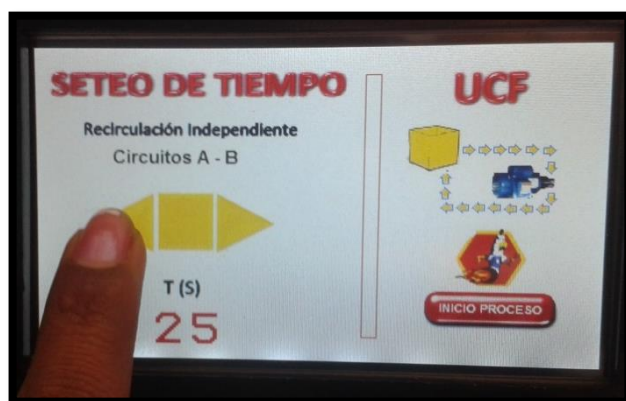 SETEO DE TIEMPO
Recirculación Independiente
Circuitos A - B
T (S)
25
UCF
INICIO PROCESO